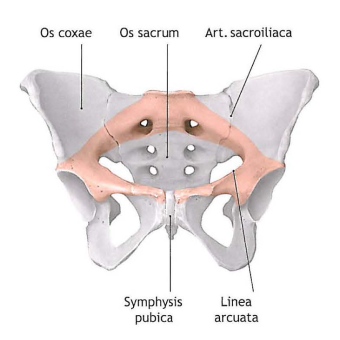 Os coxae
Os sacrum
Art. sacroiliaca
Symphysis
pubica
Linea
arcuata